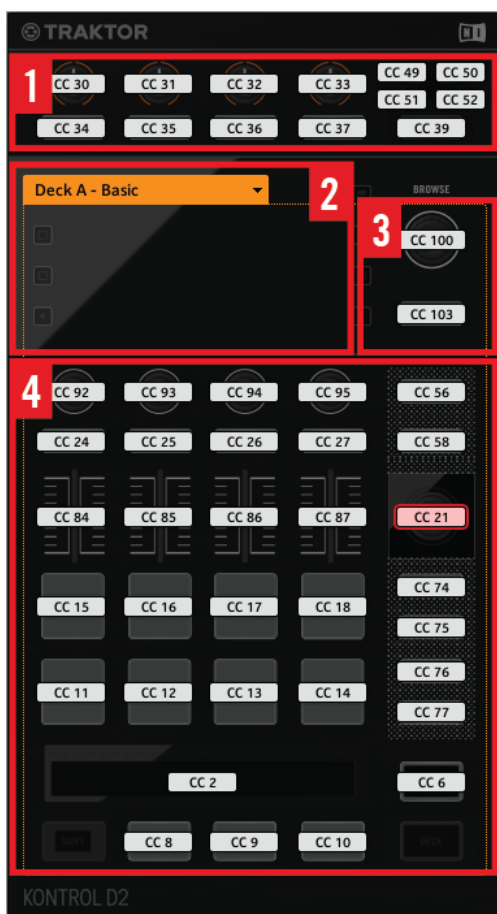 TRAKTOR
1
CC 30 CC 31 CC 32 CC 33 CC 49 CC 50
CC 51 CC 52
CC 34 CC 35 CC 36 CC 37 CC 39
2
Deck A - Basic
BROWSE
3
CC 100
CC 103
4
CC 92 CC 93 CC 94 CC 95 CC 56
CC 24 CC 25 CC 26 CC 27 CC 58
CC 84 CC 85 CC 86 CC 87 CC 21
CC 74
CC 15 CC 16 CC 17 CC 18
CC 75
CC 76
CC 11 CC 12 CC 13 CC 14
CC 77
CC 2 CC 6
SHIFT CC 8 CC 9 CC 10 DECK
KONTROL D2